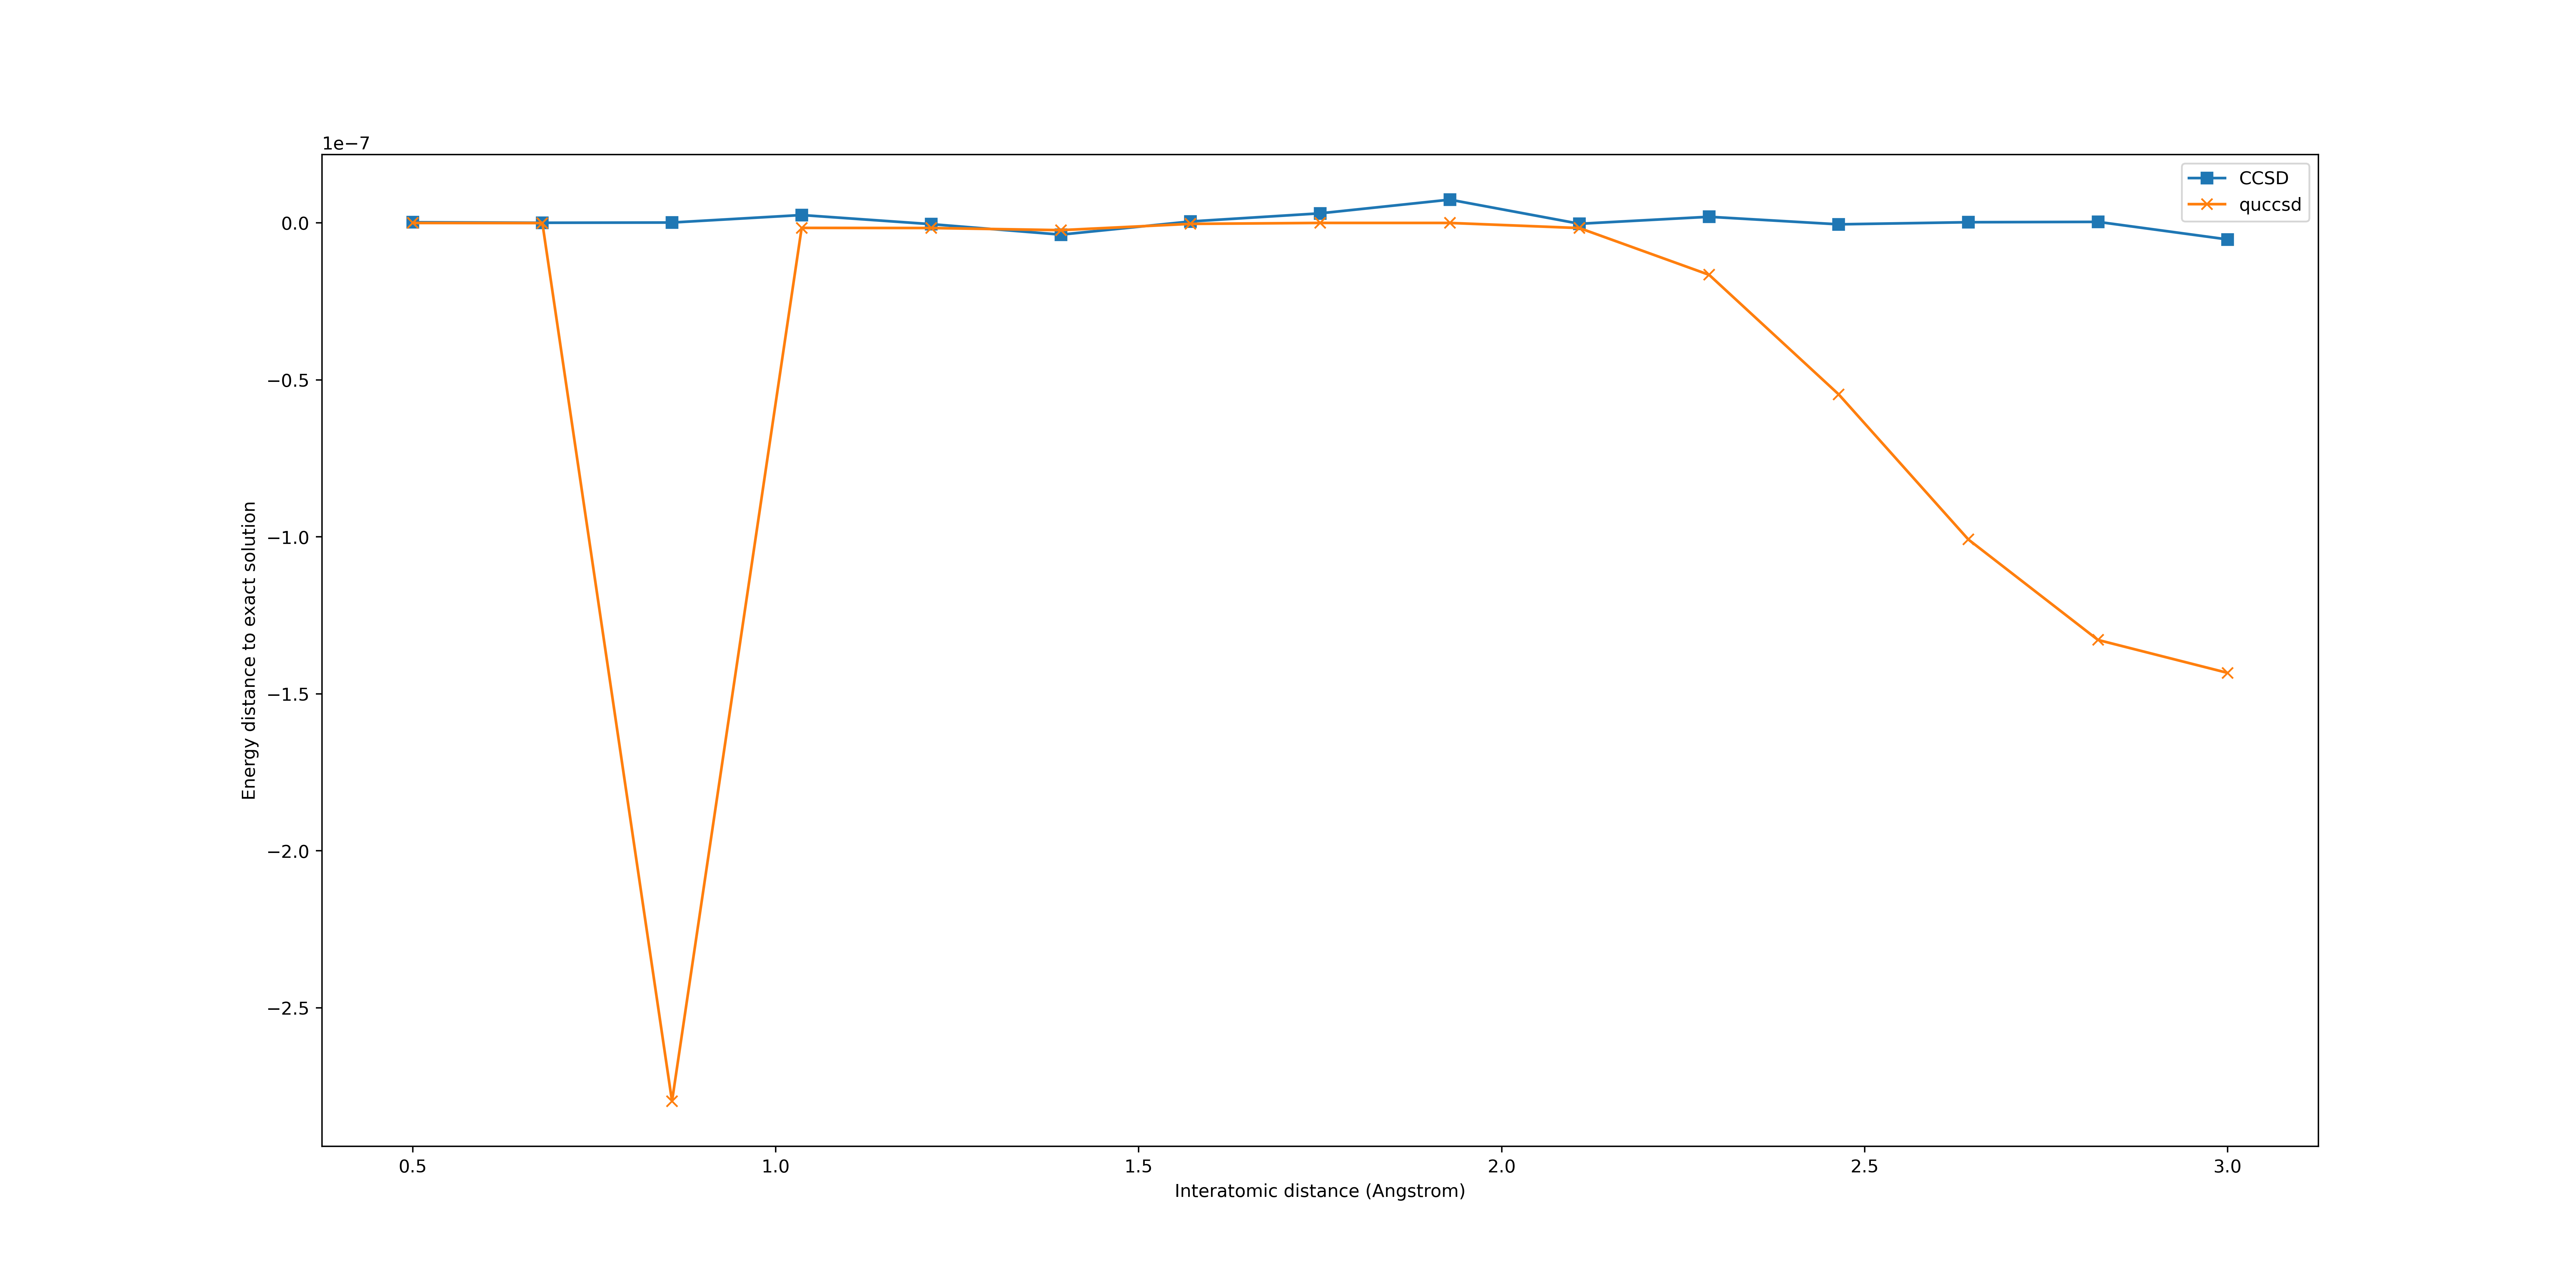 1e−7
CCSD
quccsd
0.0
−0.5
−1.0
−1.5
−2.0
−2.5
Energy distance to exact solution
0.5 1.0 1.5 2.0 2.5 3.0
Interatomic distance (Angstrom)